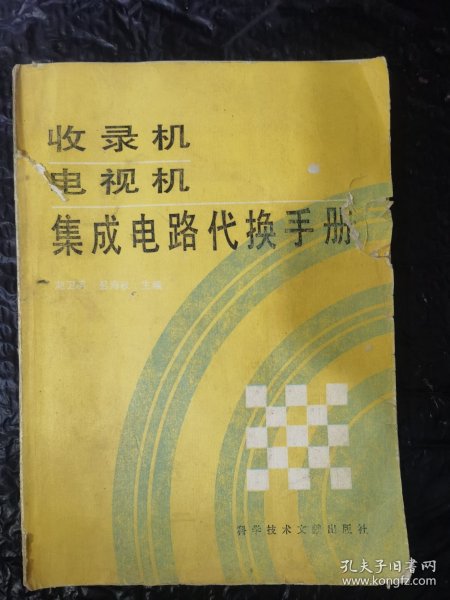 收录机
电视机
集成电路代换手册
主编
科学技术文献出版社
孔夫子旧书网
www.kongfz.com